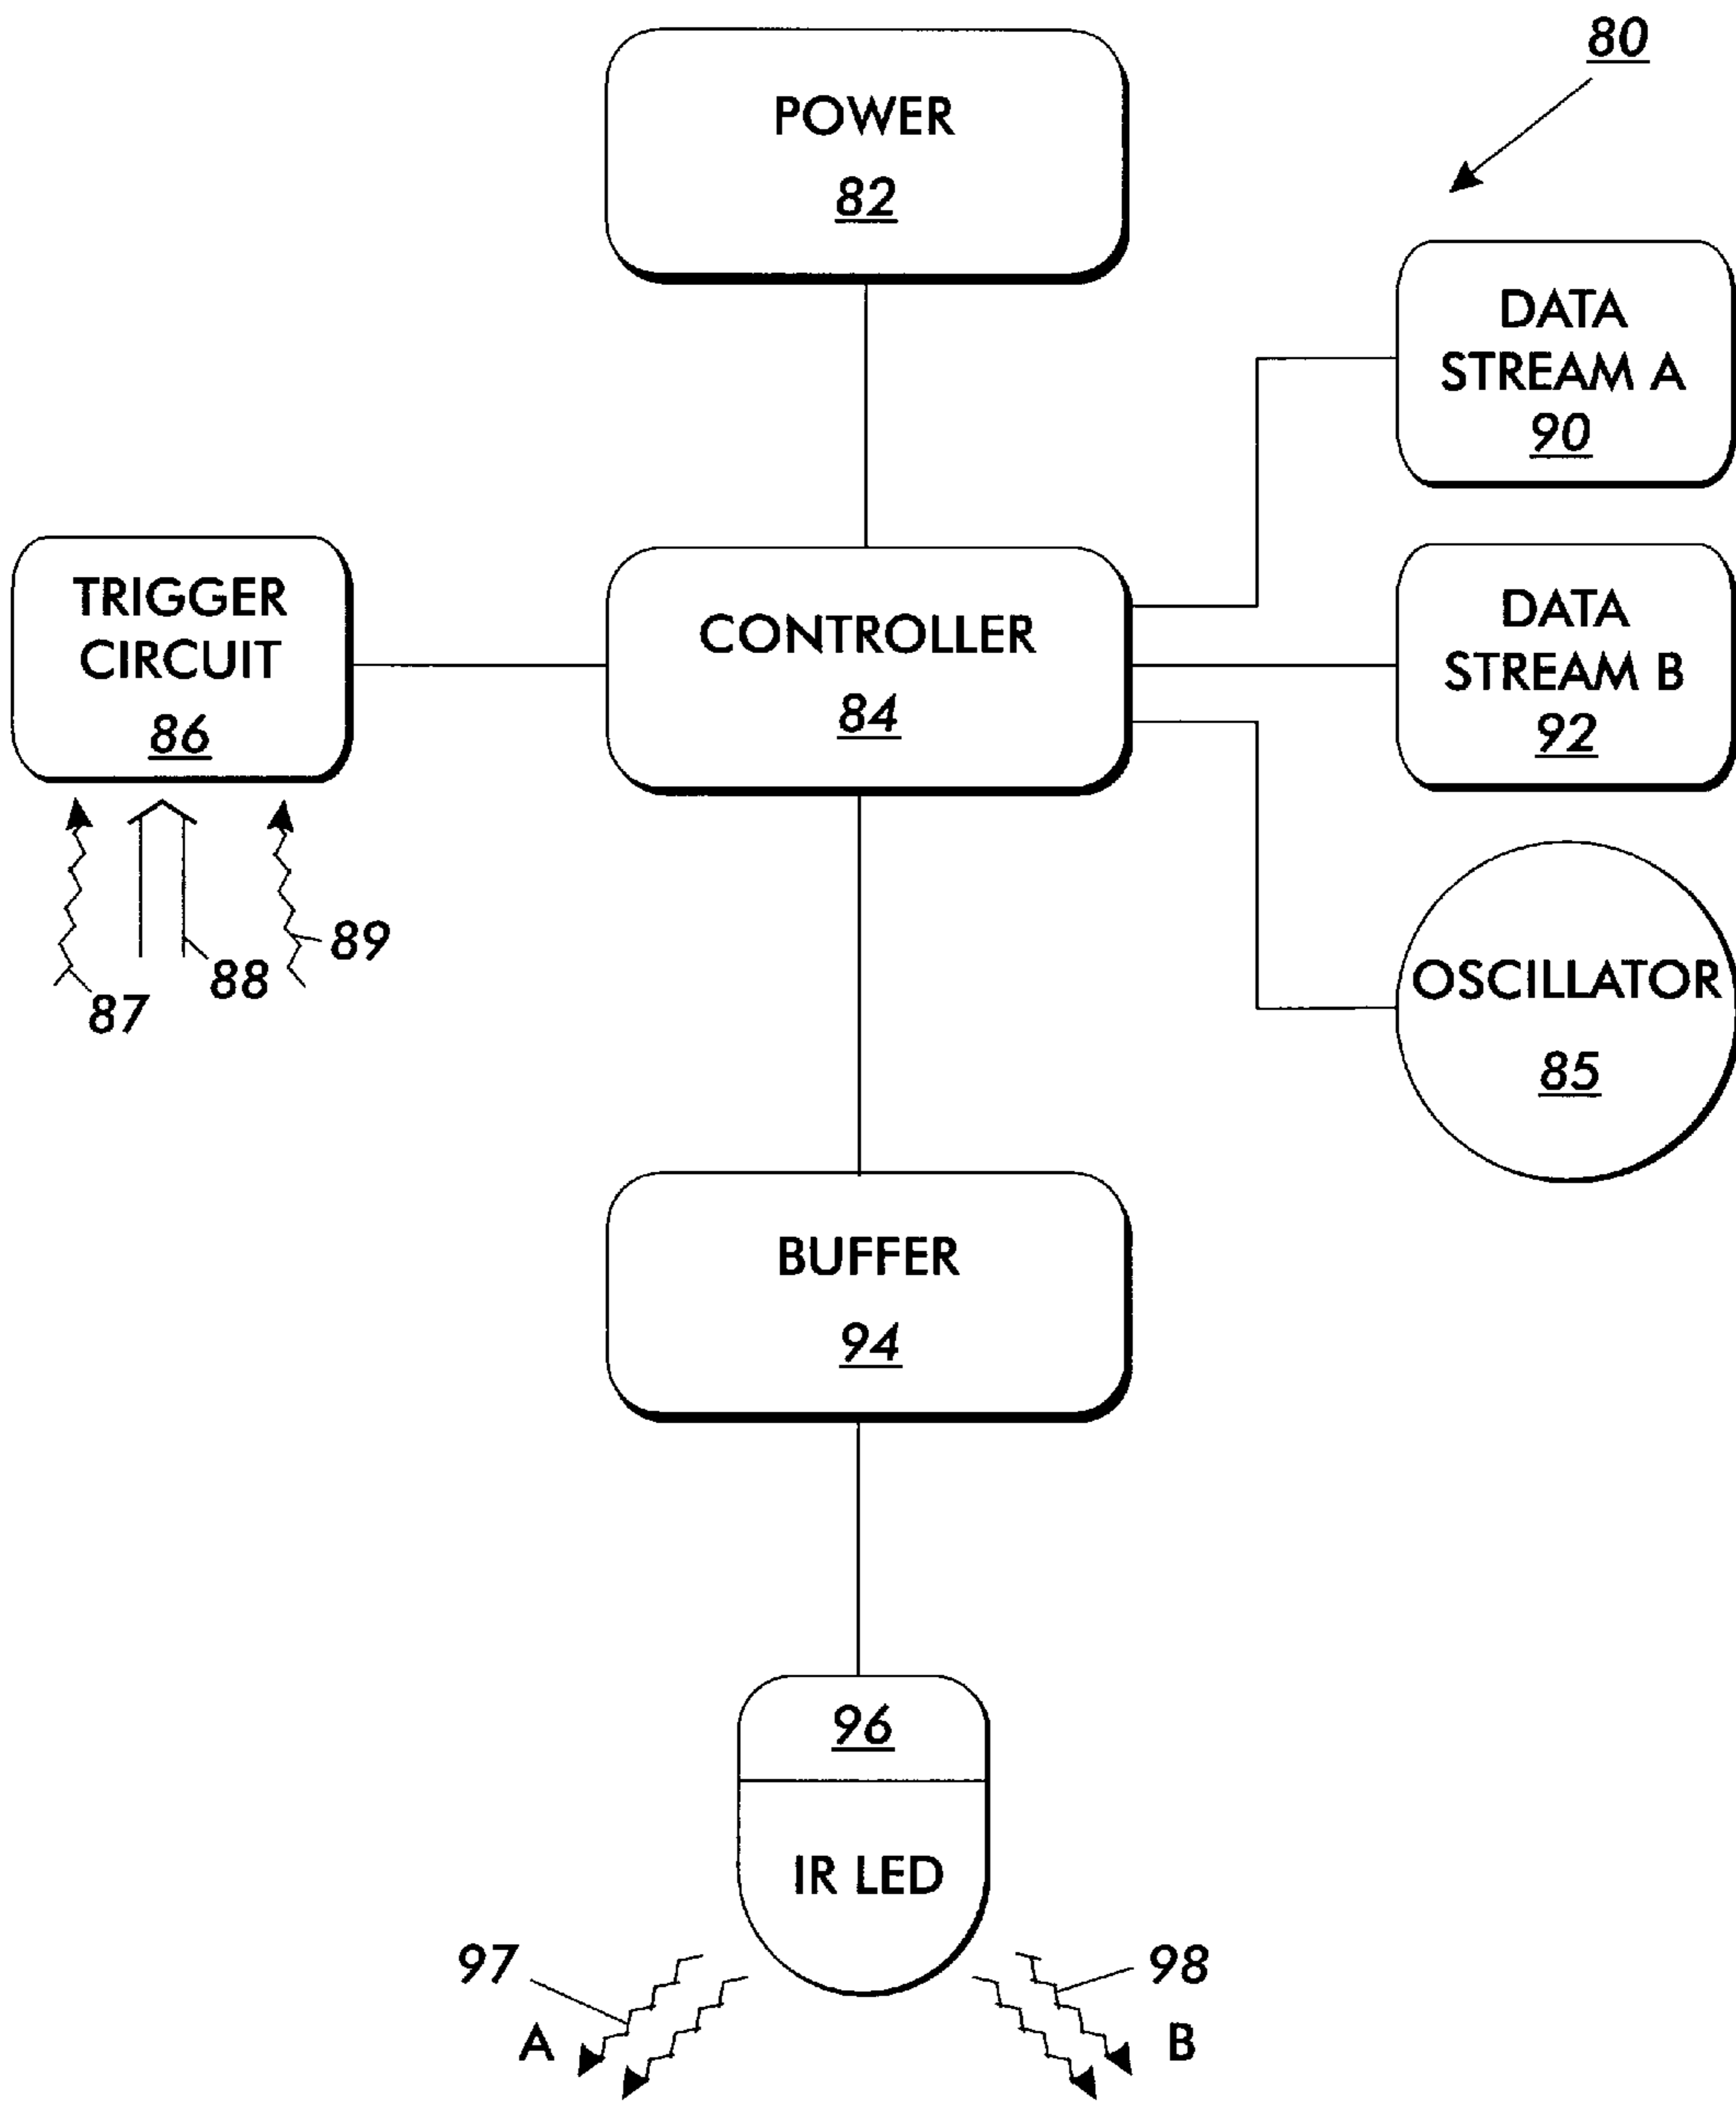 80
POWER
82
DATA
STREAM A
90
TRIGGER
CIRCUIT
86
CONTROLLER
84
DATA
STREAM B
92
87
88
89
OSCILLATOR
85
BUFFER
94
96
IR LED
97
98
A
B